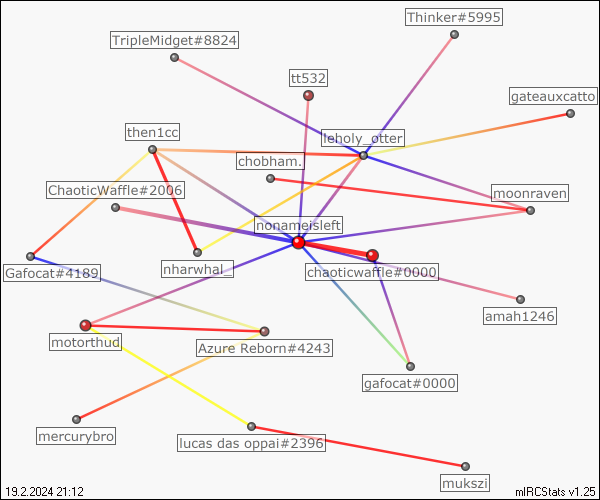 Thinker#5995
TripleMidget#8824
tt532
gateauxcatto
then1cc
leholy_otter
chobham.
ChaoticWaffle#2006
moonraven
nonameisleft
Gafocat#4189
nharwhal_
chaoticwaffle#0000
amah1246
motorthud
Azure Reborn#4243
gafocat#0000
mercurybro
lucas das oppai#2396
mukszi
19.2.2024 21:12
mIRCStats v1.25